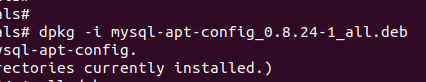 als#
als# dpkg -i mysql-apt-config_0.8.24-1_all.deb
ysql-apt-config.
rectories currently installed.)